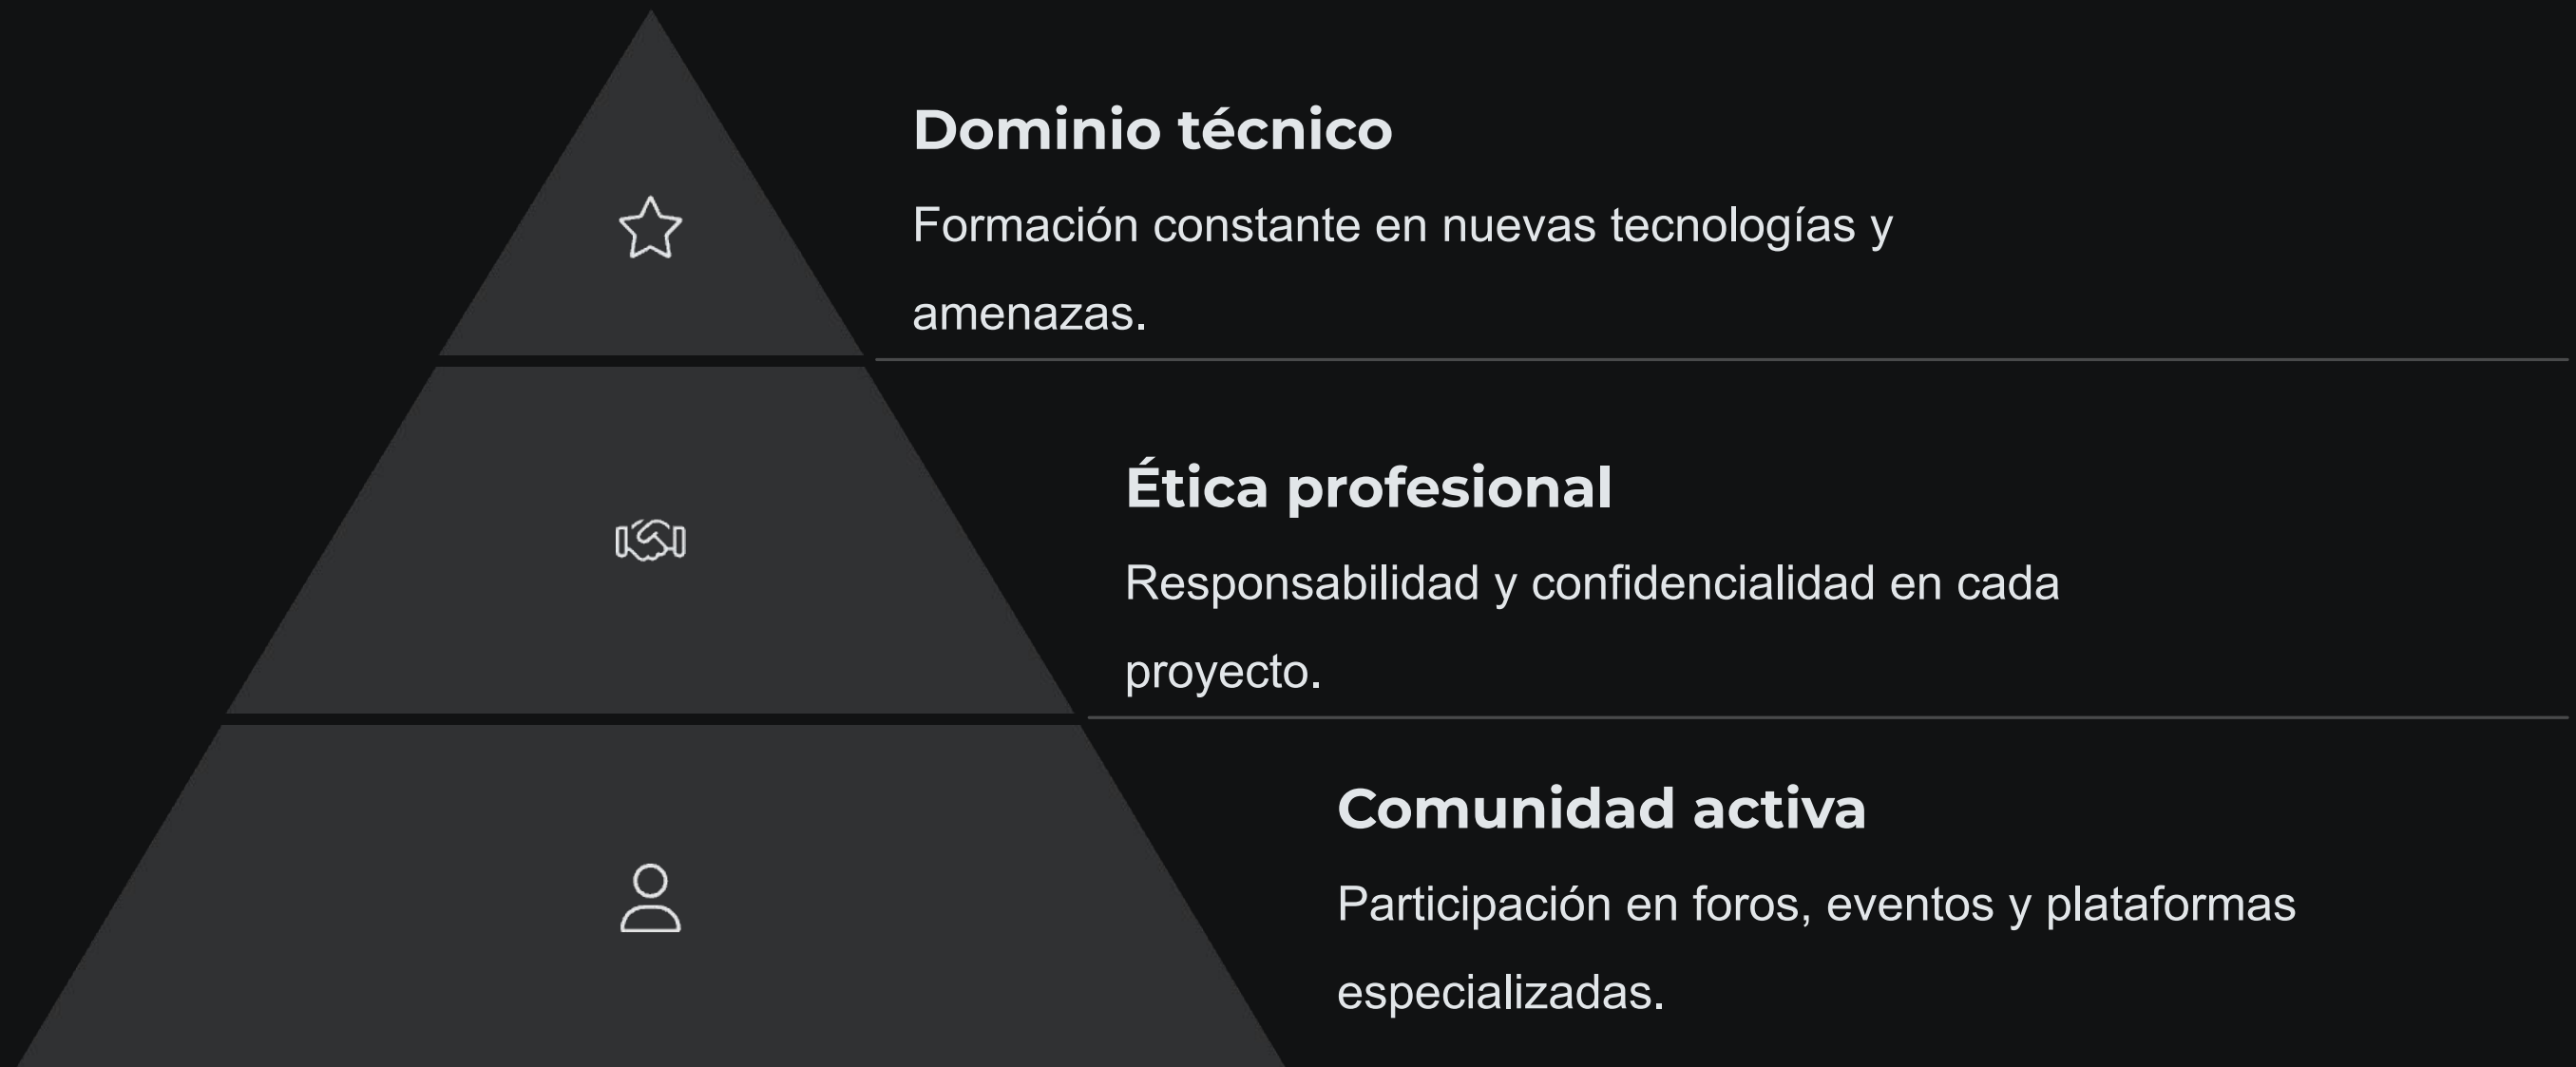 Dominio técnico
Formación constante en nuevas tecnologías y
amenazas.
Ética profesional
Responsabilidad y confidencialidad en cada
proyecto.
Comunidad activa
Participación en foros, eventos y plataformas
especializadas.